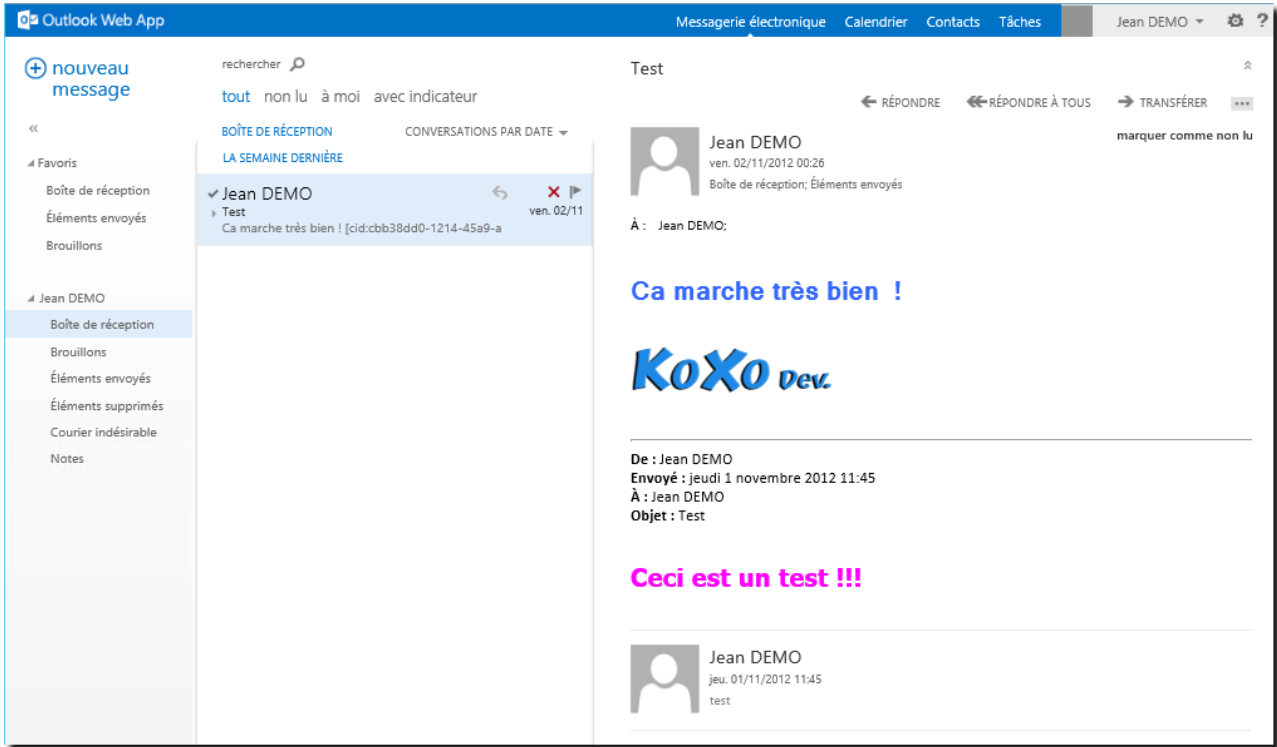 Outlook Web App
Messagerie électronique Calendrier Contacts Tâches Jean DEMO ?
nouveau
message
«
Favoris
Boîte de réception
Éléments envoyés
Brouillons
Jean DEMO
Boîte de réception
Brouillons
Éléments envoyés
Éléments supprimés
Courier indésirable
Notes
rechercher
tout non lu à moi avec indicateur
BOÎTE DE RÉCEPTION CONVERSATIONS PAR DATE
LA SEMAINE DERNIÈRE
Jean DEMO
Test ven. 02/11
Ca marche très bien ! [cid:cbb38dd0-1214-45a9-a
Test
RÉPONDRE RÉPONDRE À TOUS TRANSFÉRER ...
marquer comme non lu
Jean DEMO
ven. 02/11/2012 00:26
Boîte de réception; Éléments envoyés
À : Jean DEMO;
Ca marche très bien !
KoXo Dev.
De : Jean DEMO
Envoyé : jeudi 1 novembre 2012 11:45
À : Jean DEMO
Objet : Test
Ceci est un test !!!
Jean DEMO
jeu. 01/11/2012 11:45
test